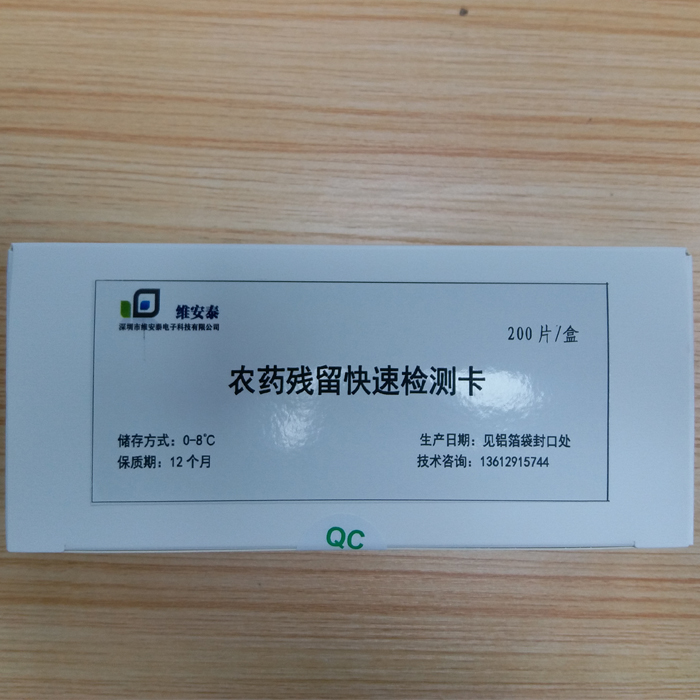 维安泰
深圳市维安泰电子科技有限公司
200片/盒
农药残留快速检测卡
储存方式：0-8℃
生产日期：见铝箔袋封口处
保质期：12个月
技术咨询：13612915744
QC